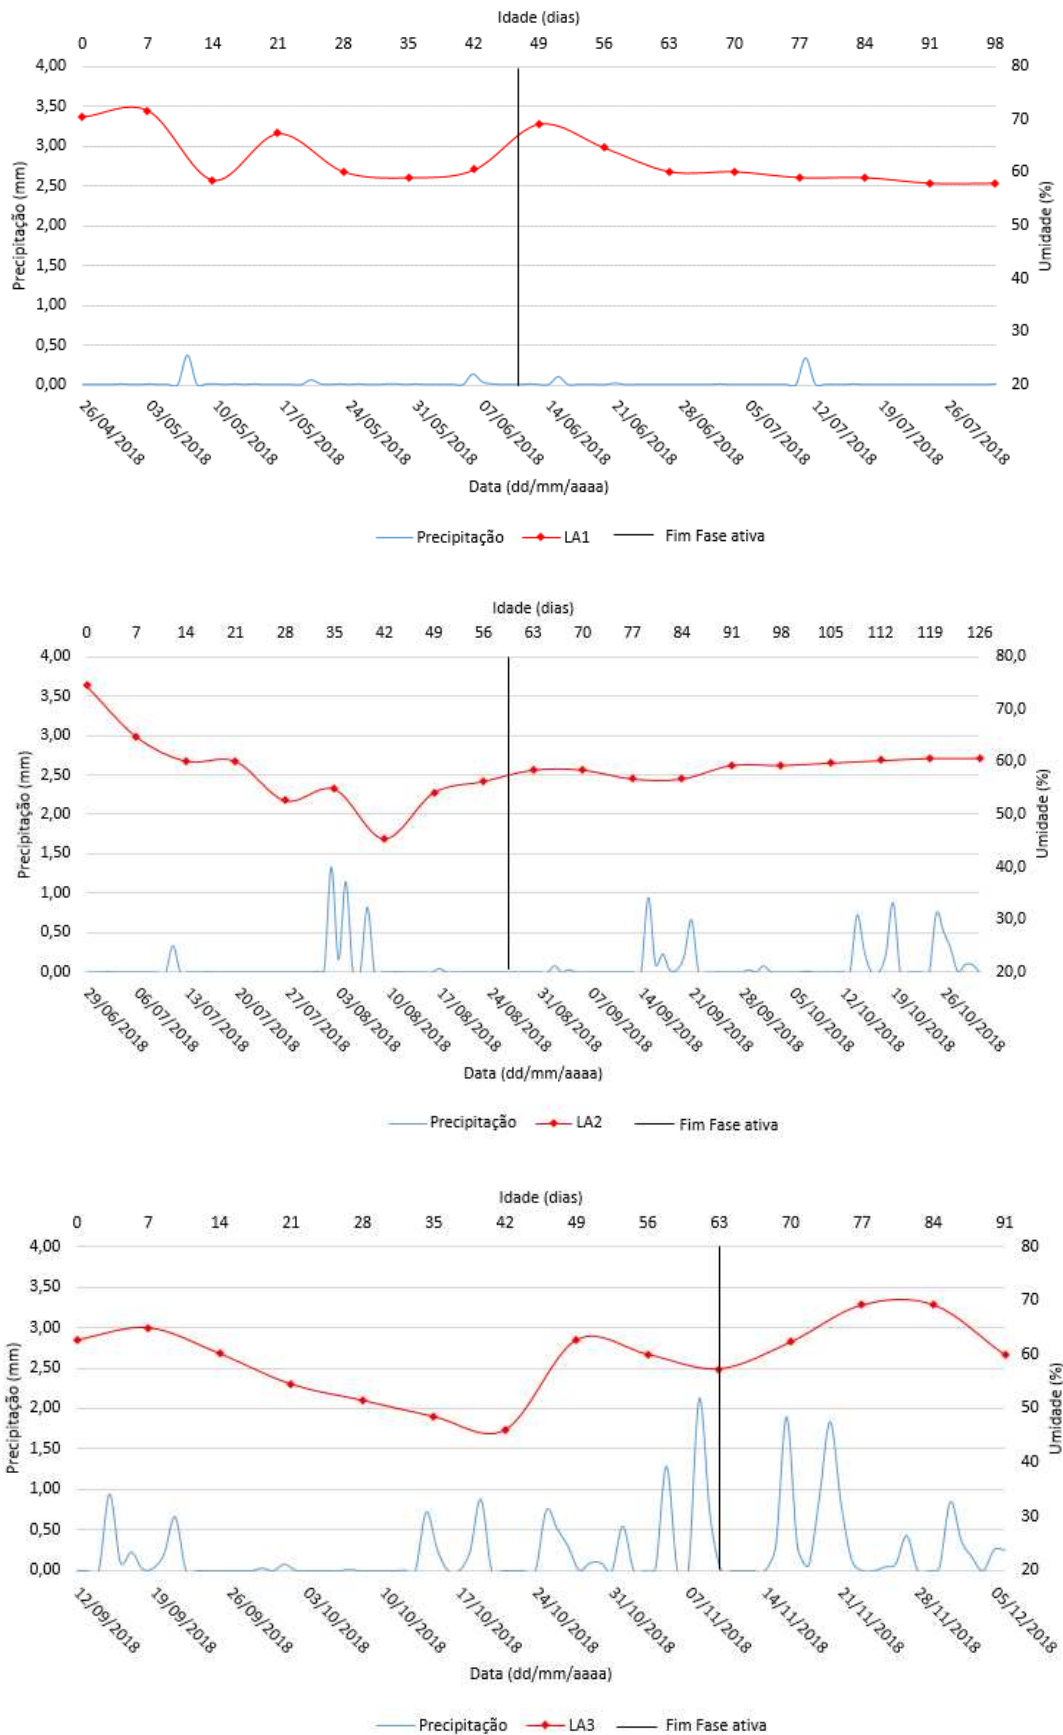 Idade (dias)
0 7 14 21 28 35 42 49 56 63 70 77 84 91 98
4,00 80
3,50 70
3,00
2,50 60
2,00 50
1,50 40
1,00 30
0,50
0,00 20
Precipitação (mm)
Umidade (%)
26/04/2018 03/05/2018 10/05/2018 17/05/2018 24/05/2018 31/05/2018 07/06/2018 14/06/2018 21/06/2018 28/06/2018 05/07/2018 12/07/2018 19/07/2018 26/07/2018
Data (dd/mm/aaaa)
Precipitação LA1 Fim Fase ativa
Idade (dias)
0 7 14 21 28 35 42 49 56 63 70 77 84 91 98 105 112 119 126
4,00 80,0
3,50 70,0
3,00
2,50 60,0
2,00 50,0
1,50 40,0
1,00 30,0
0,50
0,00 20,0
Precipitação (mm)
Umidade (%)
29/06/2018 06/07/2018 13/07/2018 20/07/2018 27/07/2018 03/08/2018 10/08/2018 17/08/2018 24/08/2018 31/08/2018 07/09/2018 14/09/2018 21/09/2018 28/09/2018 05/10/2018 12/10/2018 19/10/2018 26/10/2018
Data (dd/mm/aaaa)
Precipitação LA2 Fim Fase ativa
Idade (dias)
0 7 14 21 28 35 42 49 56 63 70 77 84 91
4,00 80
3,50 70
3,00
2,50 60
2,00 50
1,50 40
1,00 30
0,50
0,00 20
Precipitação (mm)
Umidade (%)
12/09/2018 19/09/2018 26/09/2018 03/10/2018 10/10/2018 17/10/2018 24/10/2018 31/10/2018 07/11/2018 14/11/2018 21/11/2018 28/11/2018 05/12/2018
Data (dd/mm/aaaa)
Precipitação LA3 Fim Fase ativa